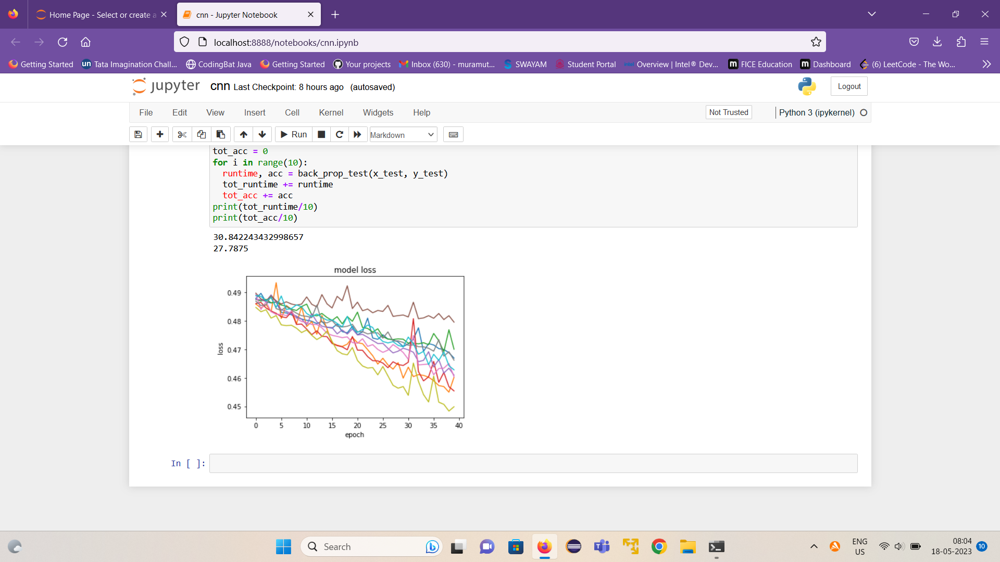 Home Page - Select or create a
cnn - Jupyter Notebook
localhost:8888/notebooks/cnn.ipynb
Getting Started
un Tata Imagination Chall...
CodingBat Java
Getting Started
Your projects
Inbox (630) - muramut...
SWAYAM
Student Portal
intel Overview | Intel® Dev...
m FICE Education
m Dashboard
(6) LeetCode - The Wo...
jupyter cnn Last Checkpoint: 8 hours ago (autosaved)
Logout
File Edit View Insert Cell Kernel Widgets Help
Not Trusted
Python 3 (ipykernel)
Run
Markdown
tot_acc = 0
for i in range(10):
runtime, acc = back_prop_test(x_test, y_test)
tot_runtime += runtime
tot_acc += acc
print(tot_runtime/10)
print(tot_acc/10)
30.842243432998657
27.7875
model loss
0.49
0.48
0.47
0.46
0.45
loss
0 5 10 15 20 25 30 35 40
epoch
In [ ]:
Search
ENG
US
08:04
18-05-2023
10